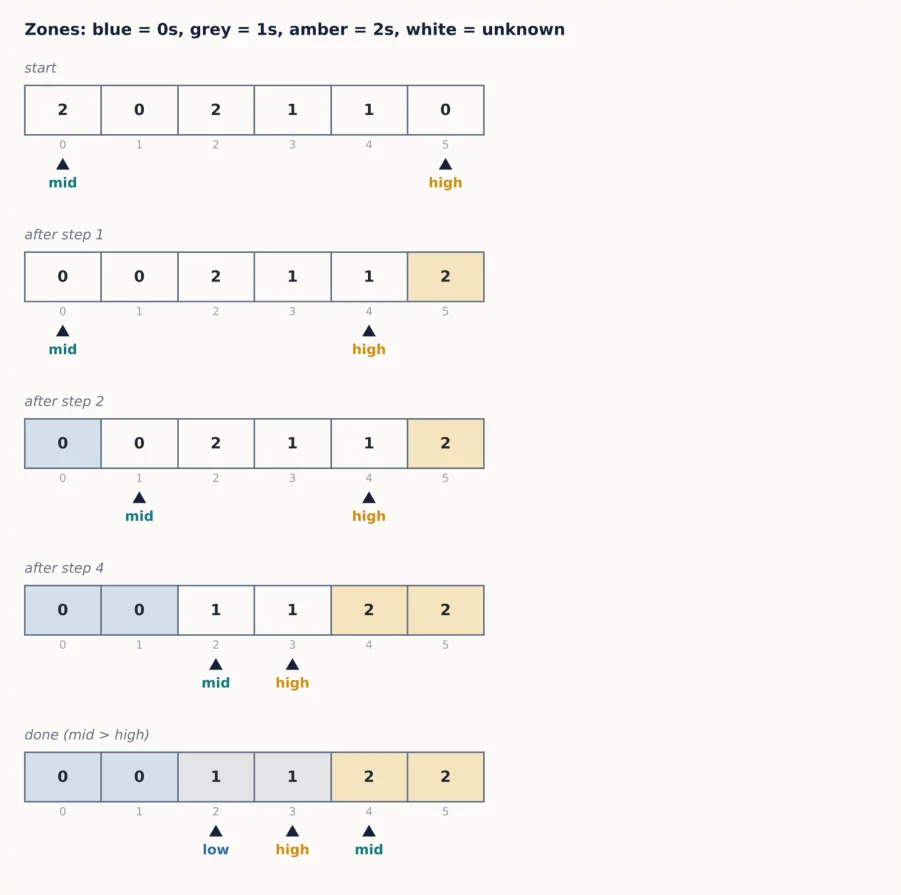 Zones: blue = 0s, grey = 1s, amber = 2s, white = unknown
start
2 0 2 1 1 0
0 1 2 3 4 5
mid high
after step 1
0 0 2 1 1 2
0 1 2 3 4 5
mid high
after step 2
0 0 2 1 1 2
0 1 2 3 4 5
mid high
after step 4
0 0 1 1 2 2
0 1 2 3 4 5
mid high
done (mid > high)
0 0 1 1 2 2
0 1 2 3 4 5
low high mid